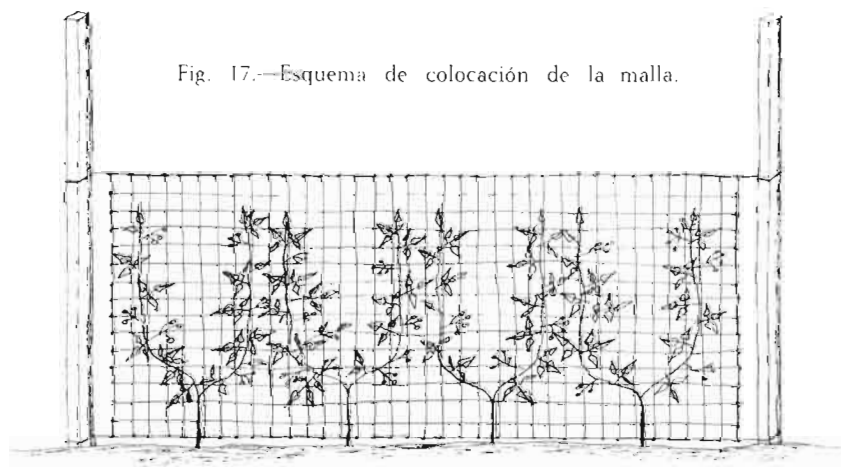 Fig. 17.—Esquema de colocación de la malla.